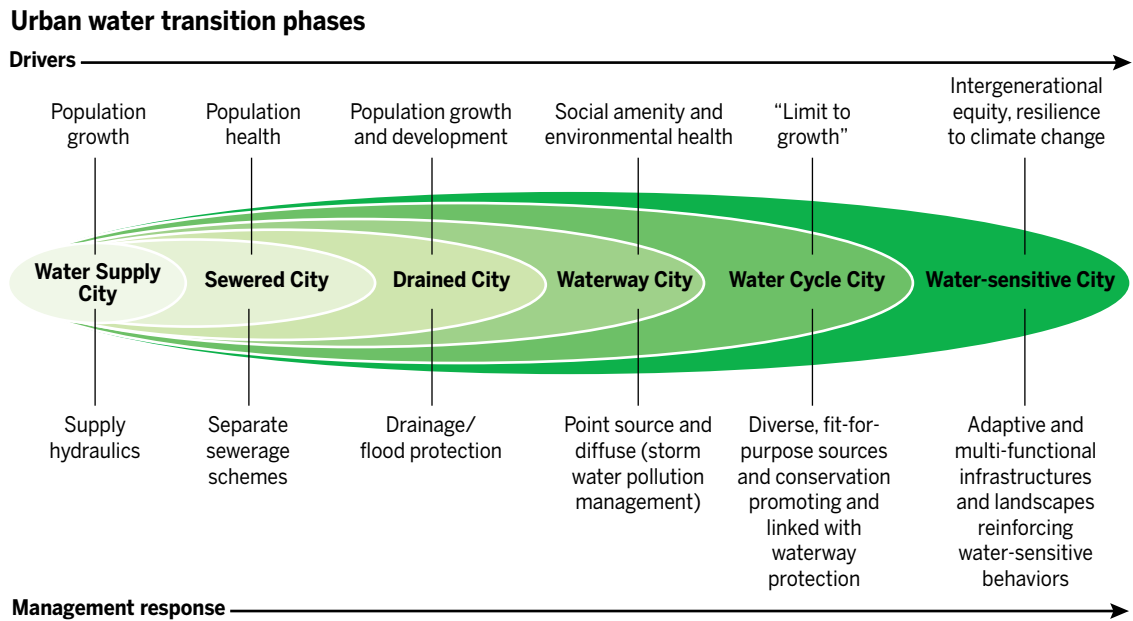 Urban water transition phases
Drivers
Population
growth
Population
health
Population growth
and development
Social amenity and
environmental health
“Limit to
growth”
Intergenerational
equity, resilience
to climate change
Water Supply
City
Sewered City
Drained City
Waterway City
Water Cycle City
Water-sensitive City
Supply
hydraulics
Separate
sewerage
schemes
Drainage/
flood protection
Point source and
diffuse (storm
water pollution
management)
Diverse, fit-for-
purpose sources
and conservation
promoting and
linked with
waterway
protection
Adaptive and
multi-functional
infrastructures
and landscapes
reinforcing
water-sensitive
behaviors
Management response